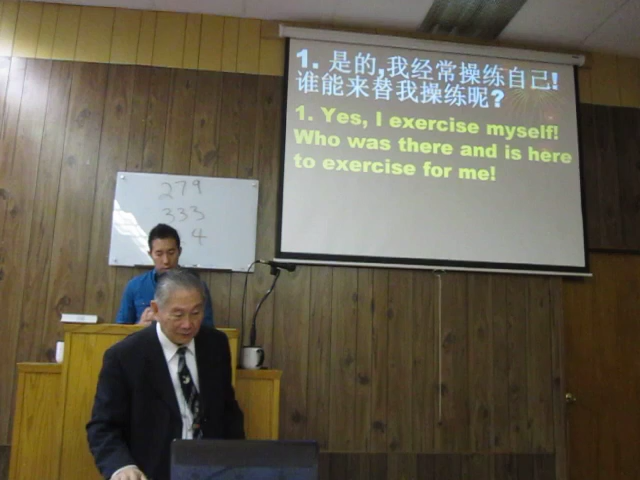 1. 是的,我经常操练自己!
谁能来替我操练呢?
1. Yes, I exercise myself!
Who was there and is here
to exercise for me!
279
333
4